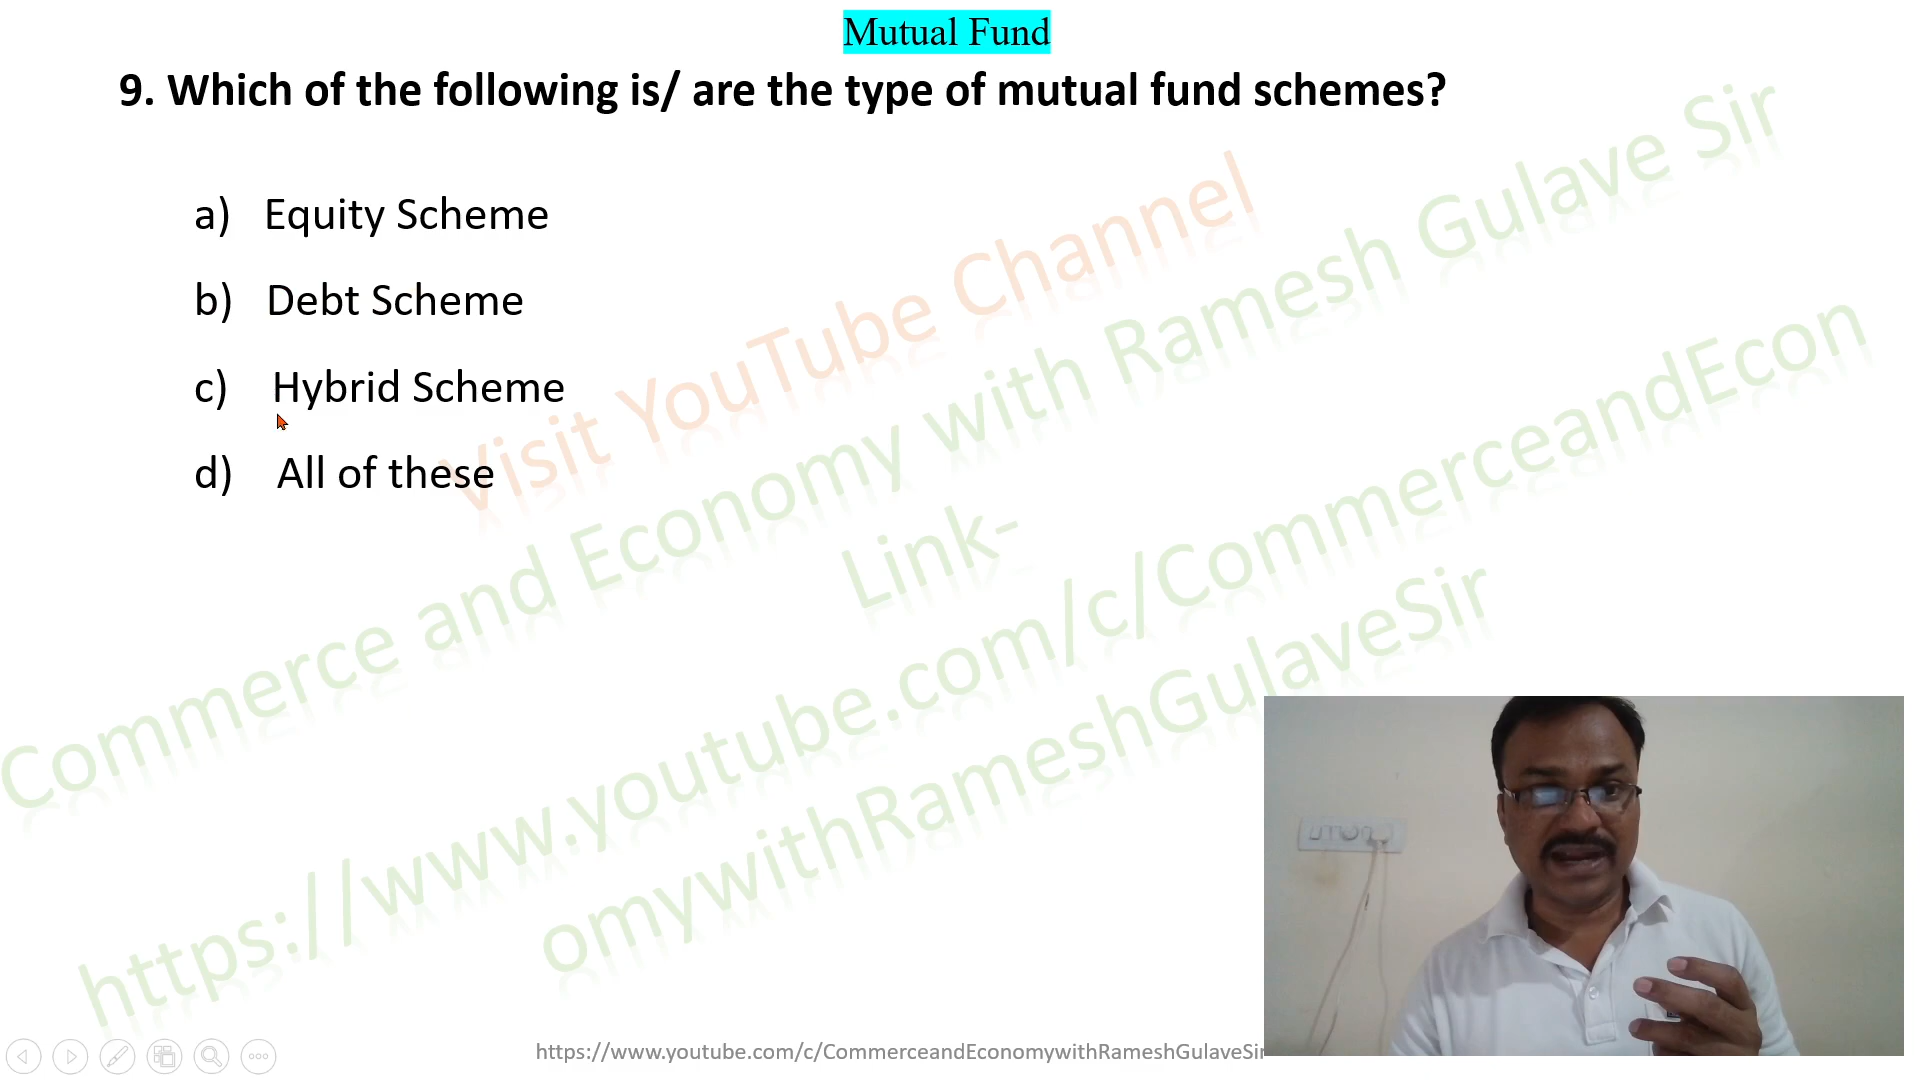 Mutual Fund
9. Which of the following is/ are the type of mutual fund schemes?
a) Equity Scheme
b) Debt Scheme
c) Hybrid Scheme
d) All of these
Visit YouTube Channel
Commerce and Economy with Ramesh Gulave Sir
Link-
https://www.youtube.com/c/CommerceandEcon
omywithRameshGulaveSir
https://www.youtube.com/c/CommerceandEconomywithRameshGulaveSir